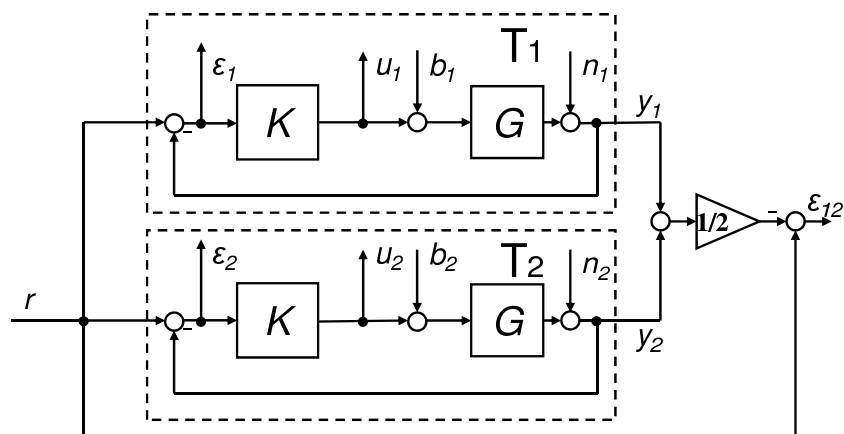 T1
ε1 u1 b1 n1
K G y1
1/2 ε12
T2
ε2 u2 b2 n2
r K G y2